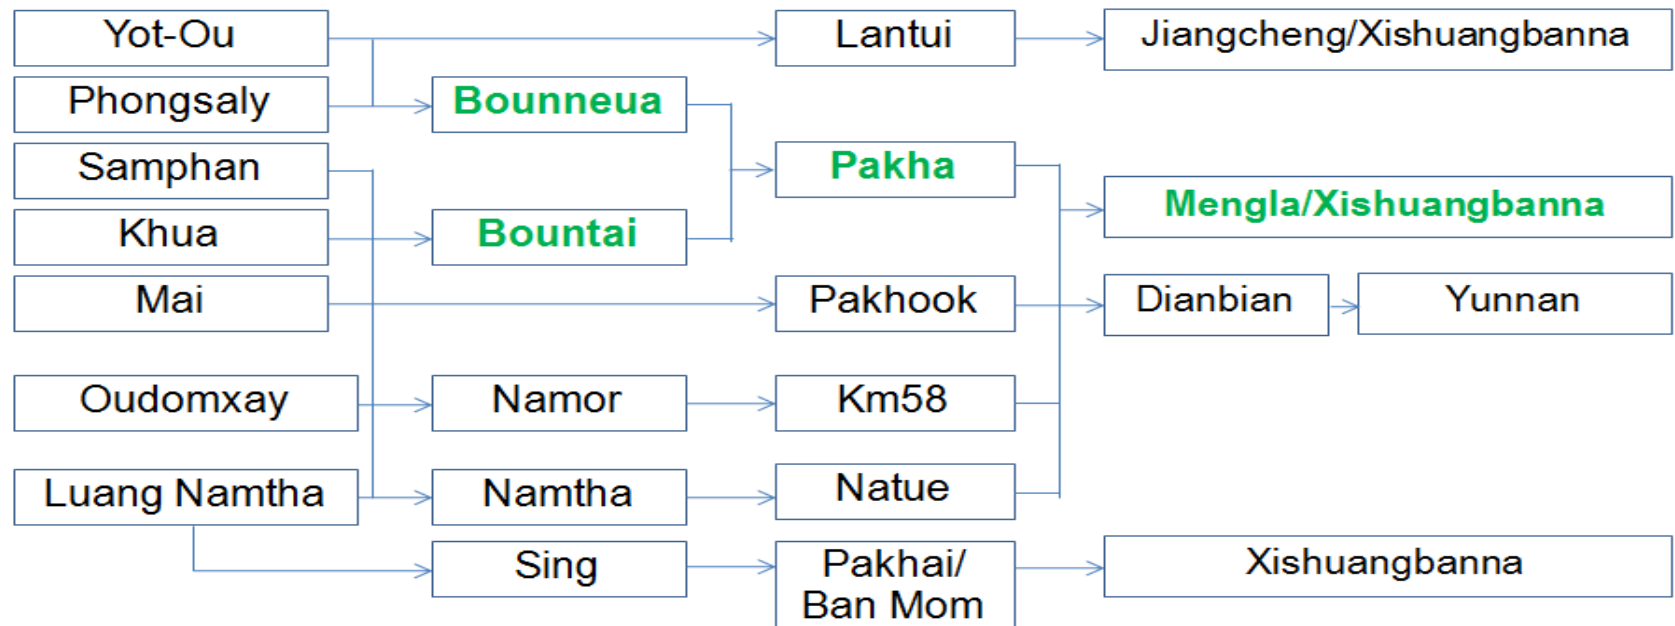 Yot-Ou
Lantui
Jiangcheng/Xishuangbanna
Phongsaly
Bounneua
Samphan
Pakha
Mengla/Xishuangbanna
Khua
Bountai
Mai
Pakhook
Dianbian
Yunnan
Oudomxay
Namor
Km58
Luang Namtha
Namtha
Natue
Sing
Pakhai/
Ban Mom
Xishuangbanna